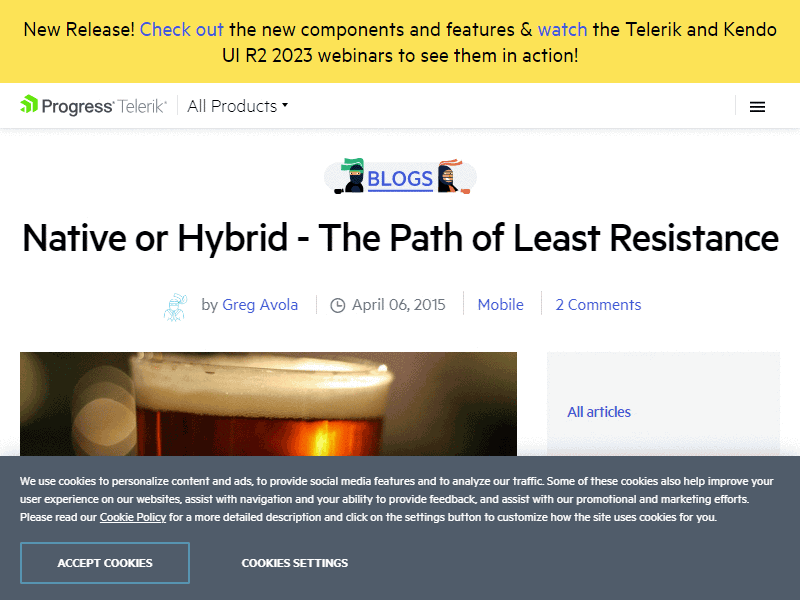 New Release! Check out the new components and features & watch the Telerik and Kendo
UI R2 2023 webinars to see them in action!
Progress Telerik All Products
BLOGS
Native or Hybrid - The Path of Least Resistance
by Greg Avola April 06, 2015 Mobile 2 Comments
All articles
We use cookies to personalize content and ads, to provide social media features and to analyze our traffic. Some of these cookies also help improve your
user experience on our websites, assist with navigation and your ability to provide feedback, and assist with our promotional and marketing efforts.
Please read our Cookie Policy for a more detailed description and click on the settings button to customize how the site uses cookies for you.
ACCEPT COOKIES COOKIES SETTINGS